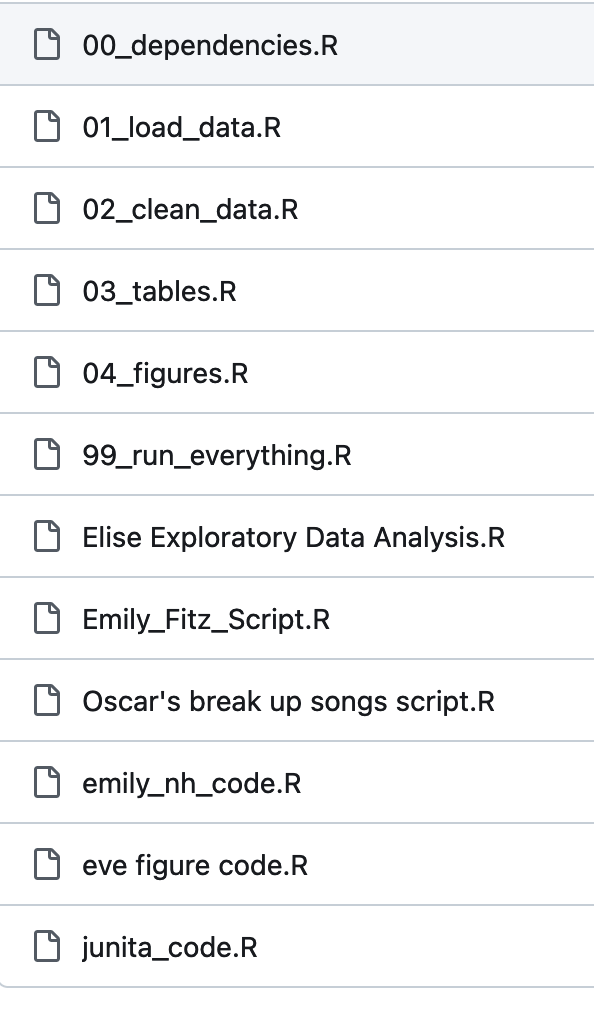 00_dependencies.R
01_load_data.R
02_clean_data.R
03_tables.R
04_figures.R
99_run_everything.R
Elise Exploratory Data Analysis.R
Emily_Fitz_Script.R
Oscar's break up songs script.R
emily_nh_code.R
eve figure code.R
junita_code.R